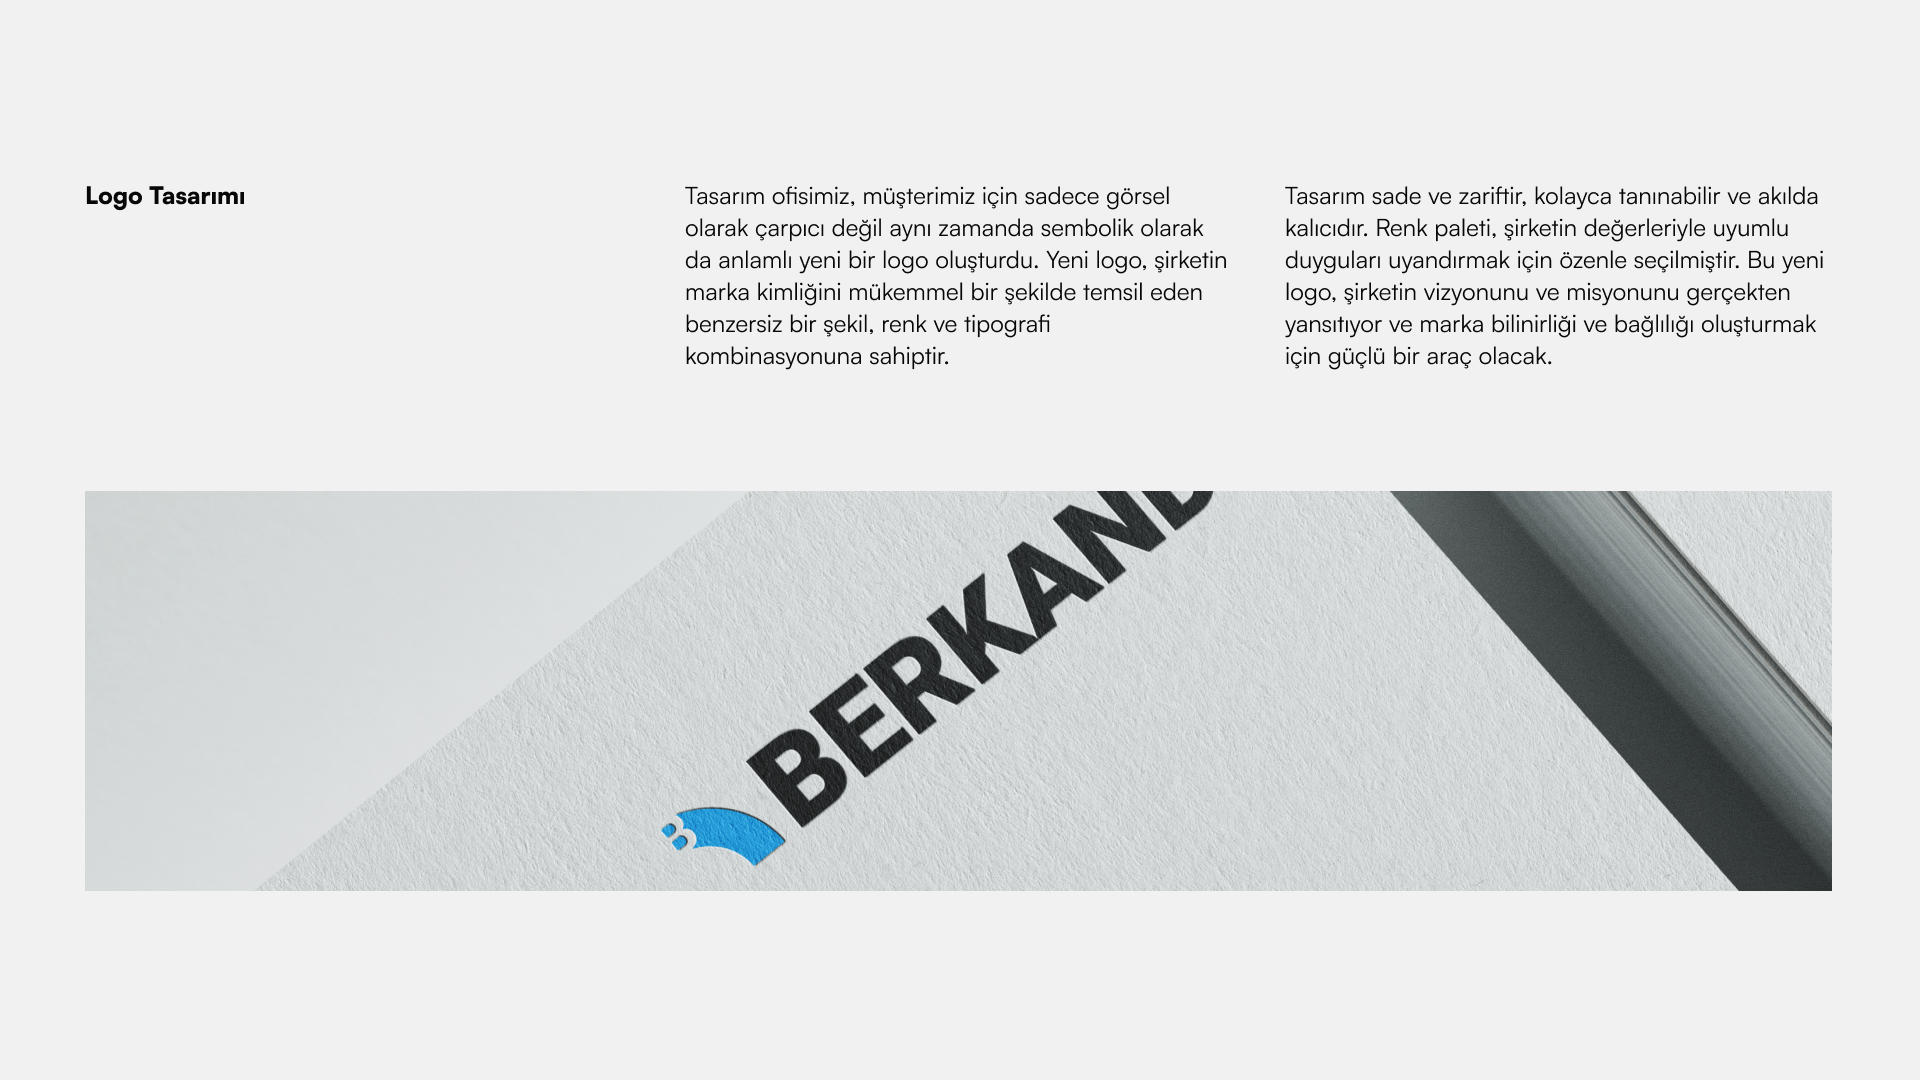 Logo Tasarımı
Tasarım ofisimiz, müşterimiz için sadece görsel
olarak çarpıcı değil aynı zamanda sembolik olarak
da anlamlı yeni bir logo oluşturdu. Yeni logo, şirketin
marka kimliğini mükemmel bir şekilde temsil eden
benzersiz bir şekil, renk ve tipografi
kombinasyonuna sahiptir.
Tasarım sade ve zariftir, kolayca tanınabilir ve akılda
kalıcıdır. Renk paleti, şirketin değerleriyle uyumlu
duyguları uyandırmak için özenle seçilmiştir. Bu yeni
logo, şirketin vizyonunu ve misyonunu gerçekten
yansıtıyor ve marka bilinirliği ve bağlılığı oluşturmak
için güçlü bir araç olacak.
B BERKAND